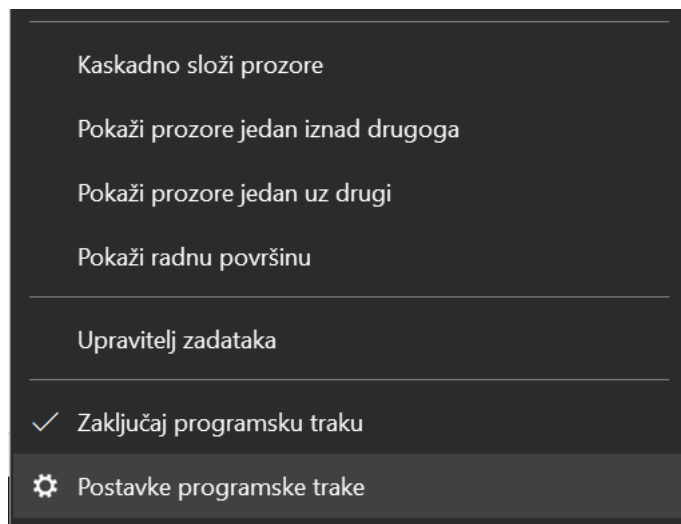 Kaskadno složi prozore
Pokaži prozore jedan iznad drugoga
Pokaži prozore jedan uz drugi
Pokaži radnu površinu
Upravitelj zadataka
Zaključaj programsku traku
Postavke programske trake